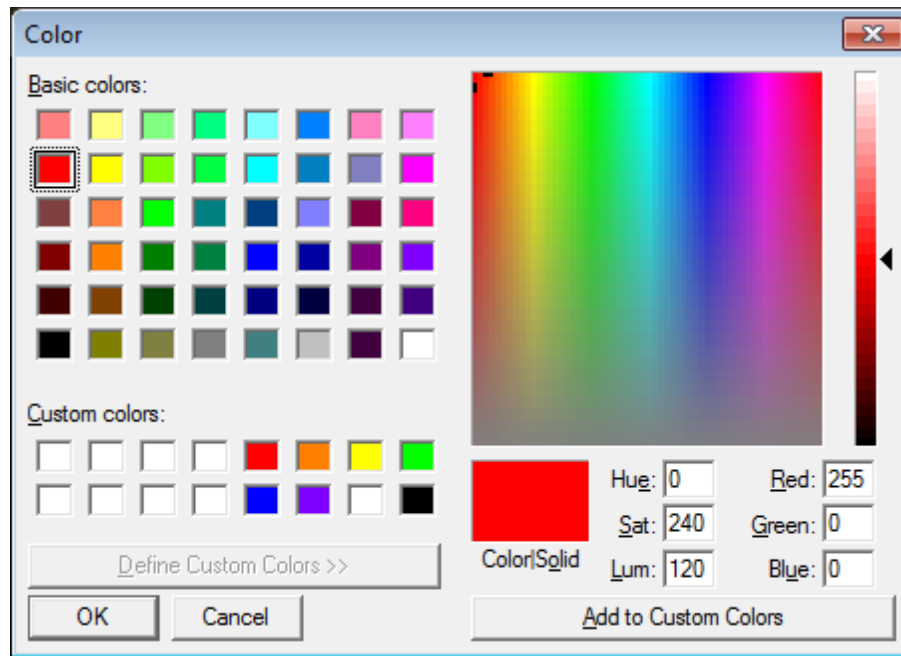 Color
Basic colors:
Custom colors:
Define Custom Colors >>
OK
Cancel
Color|Solid
Hue: 0
Sat: 240
Lum: 120
Red: 255
Green: 0
Blue: 0
Add to Custom Colors